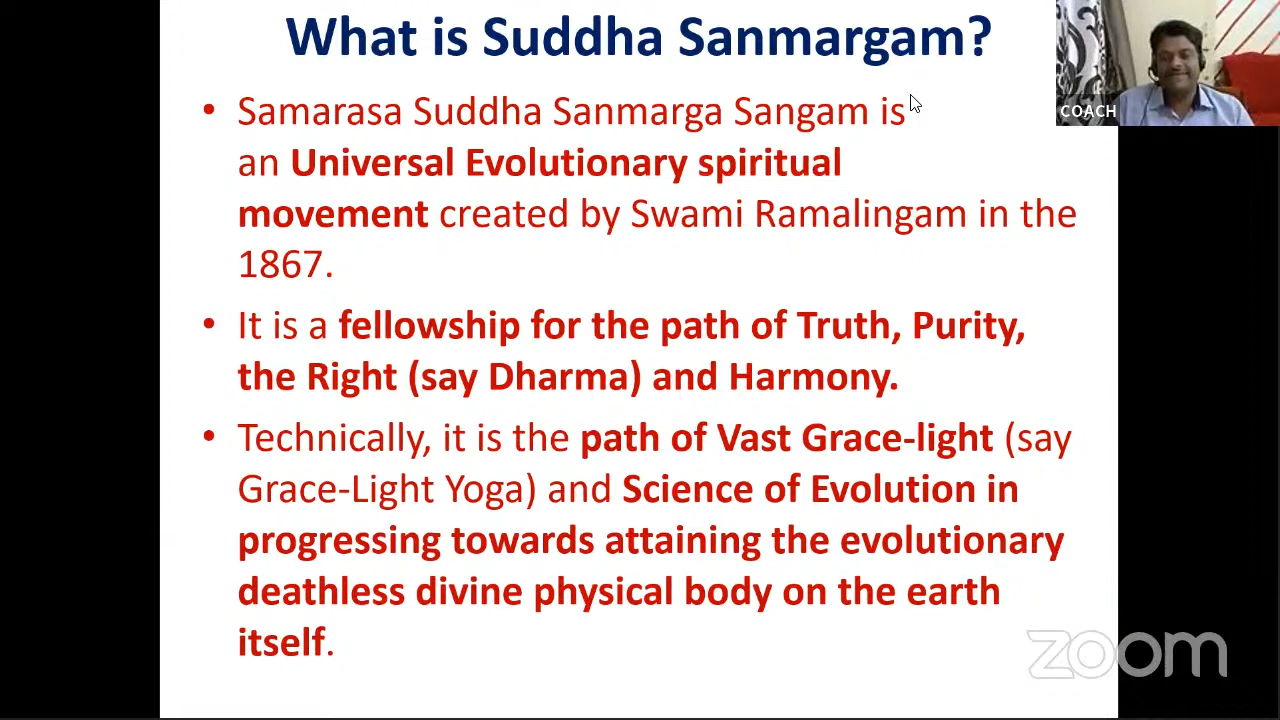 What is Suddha Sanmargam?
• Samarasa Suddha Sanmarga Sangam is
an Universal Evolutionary spiritual
movement created by Swami Ramalingam in the
1867.
• It is a fellowship for the path of Truth, Purity,
the Right (say Dharma) and Harmony.
• Technically, it is the path of Vast Grace-light (say
Grace-Light Yoga) and Science of Evolution in
progressing towards attaining the evolutionary
deathless divine physical body on the earth
itself.
COACH
zoom